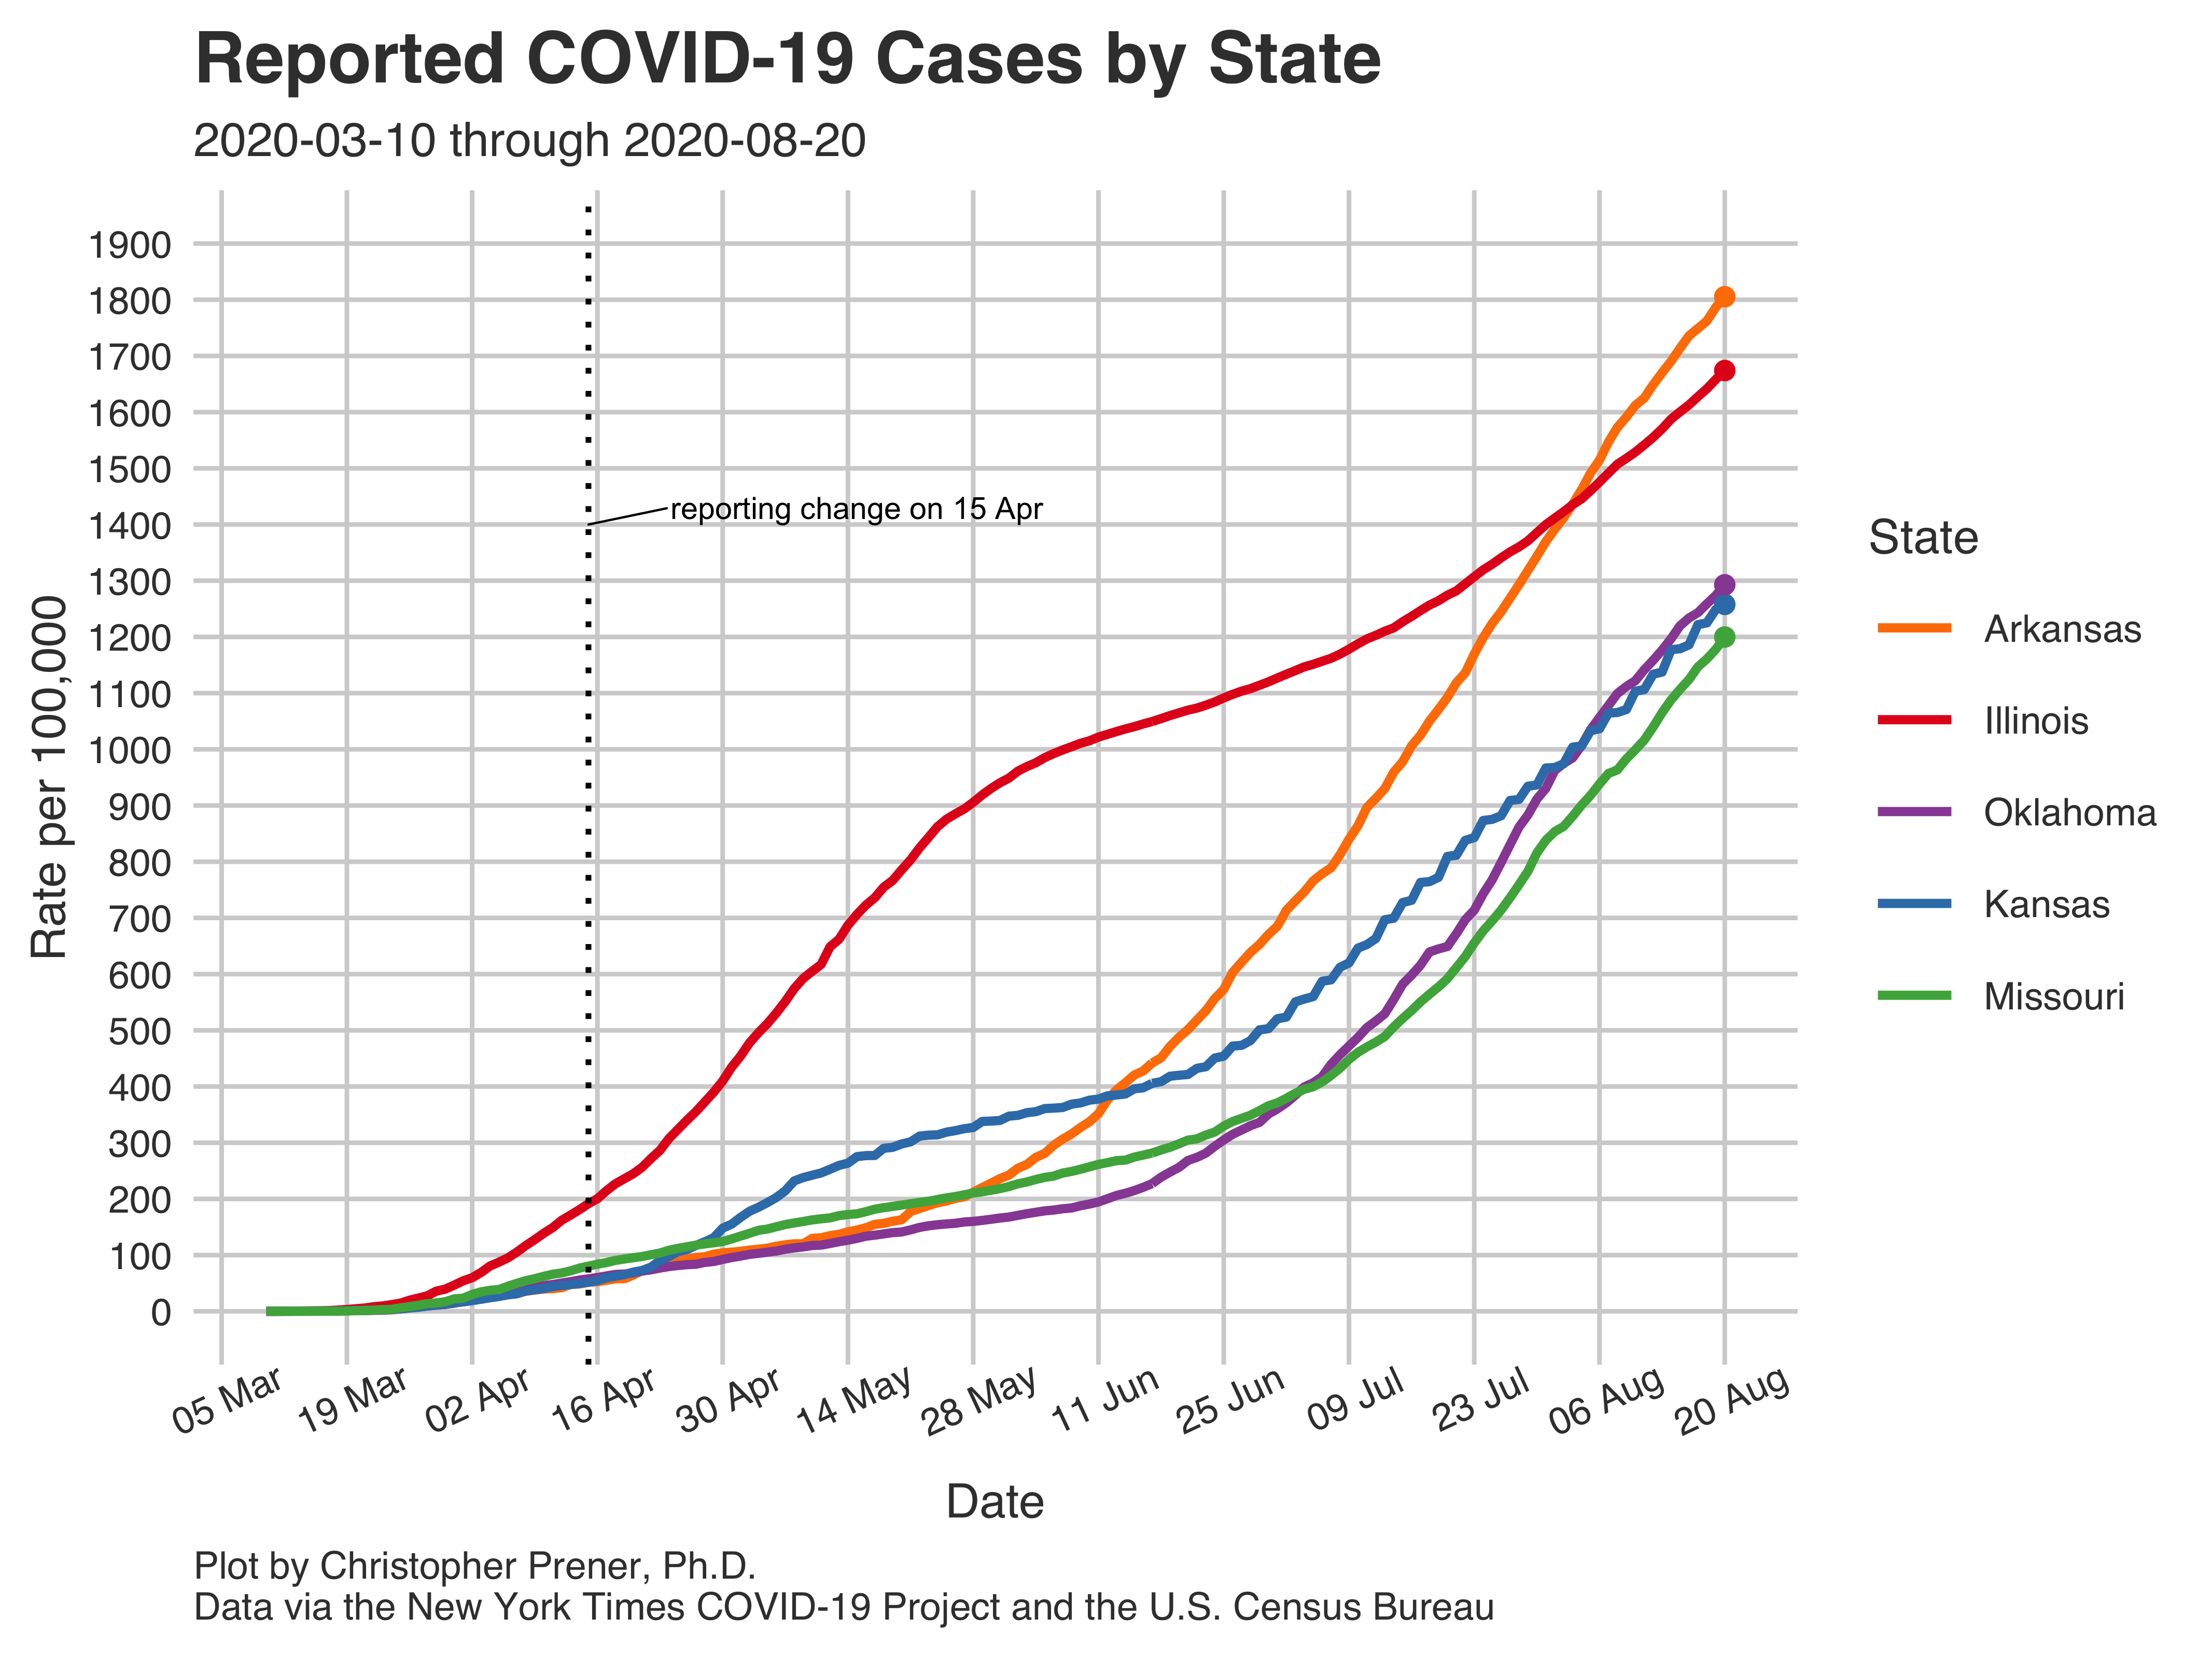 Reported COVID-19 Cases by State
2020-03-10 through 2020-08-20
1900
1800
1700
1600
1500
1400
1300
1200
1100
1000
900
800
700
600
500
400
300
200
100
0
Rate per 100,000
reporting change on 15 Apr
State
Arkansas
Illinois
Oklahoma
Kansas
Missouri
05 Mar
19 Mar
02 Apr
16 Apr
30 Apr
14 May
28 May
11 Jun
25 Jun
09 Jul
23 Jul
06 Aug
20 Aug
Date
Plot by Christopher Prener, Ph.D.
Data via the New York Times COVID-19 Project and the U.S. Census Bureau